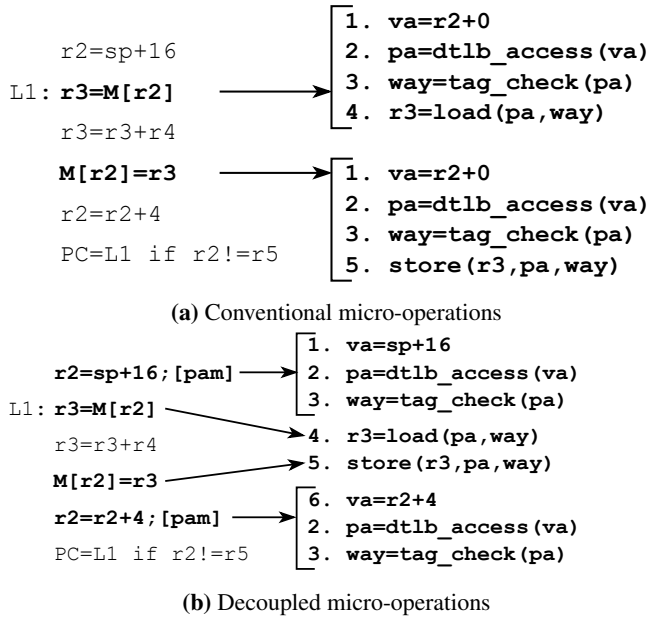 r2=sp+16
L1: r3=M[r2]
r3=r3+r4
M[r2]=r3
r2=r2+4
PC=L1 if r2!=r5
1. va=r2+0
2. pa=dtlb_access(va)
3. way=tag_check(pa)
4. r3=load(pa,way)
1. va=r2+0
2. pa=dtlb_access(va)
3. way=tag_check(pa)
5. store(r3,pa,way)
(a) Conventional micro-operations
r2=sp+16;[pam]
L1: r3=M[r2]
r3=r3+r4
M[r2]=r3
r2=r2+4;[pam]
PC=L1 if r2!=r5
1. va=sp+16
2. pa=dtlb_access(va)
3. way=tag_check(pa)
4. r3=load(pa,way)
5. store(r3,pa,way)
6. va=r2+4
2. pa=dtlb_access(va)
3. way=tag_check(pa)
(b) Decoupled micro-operations